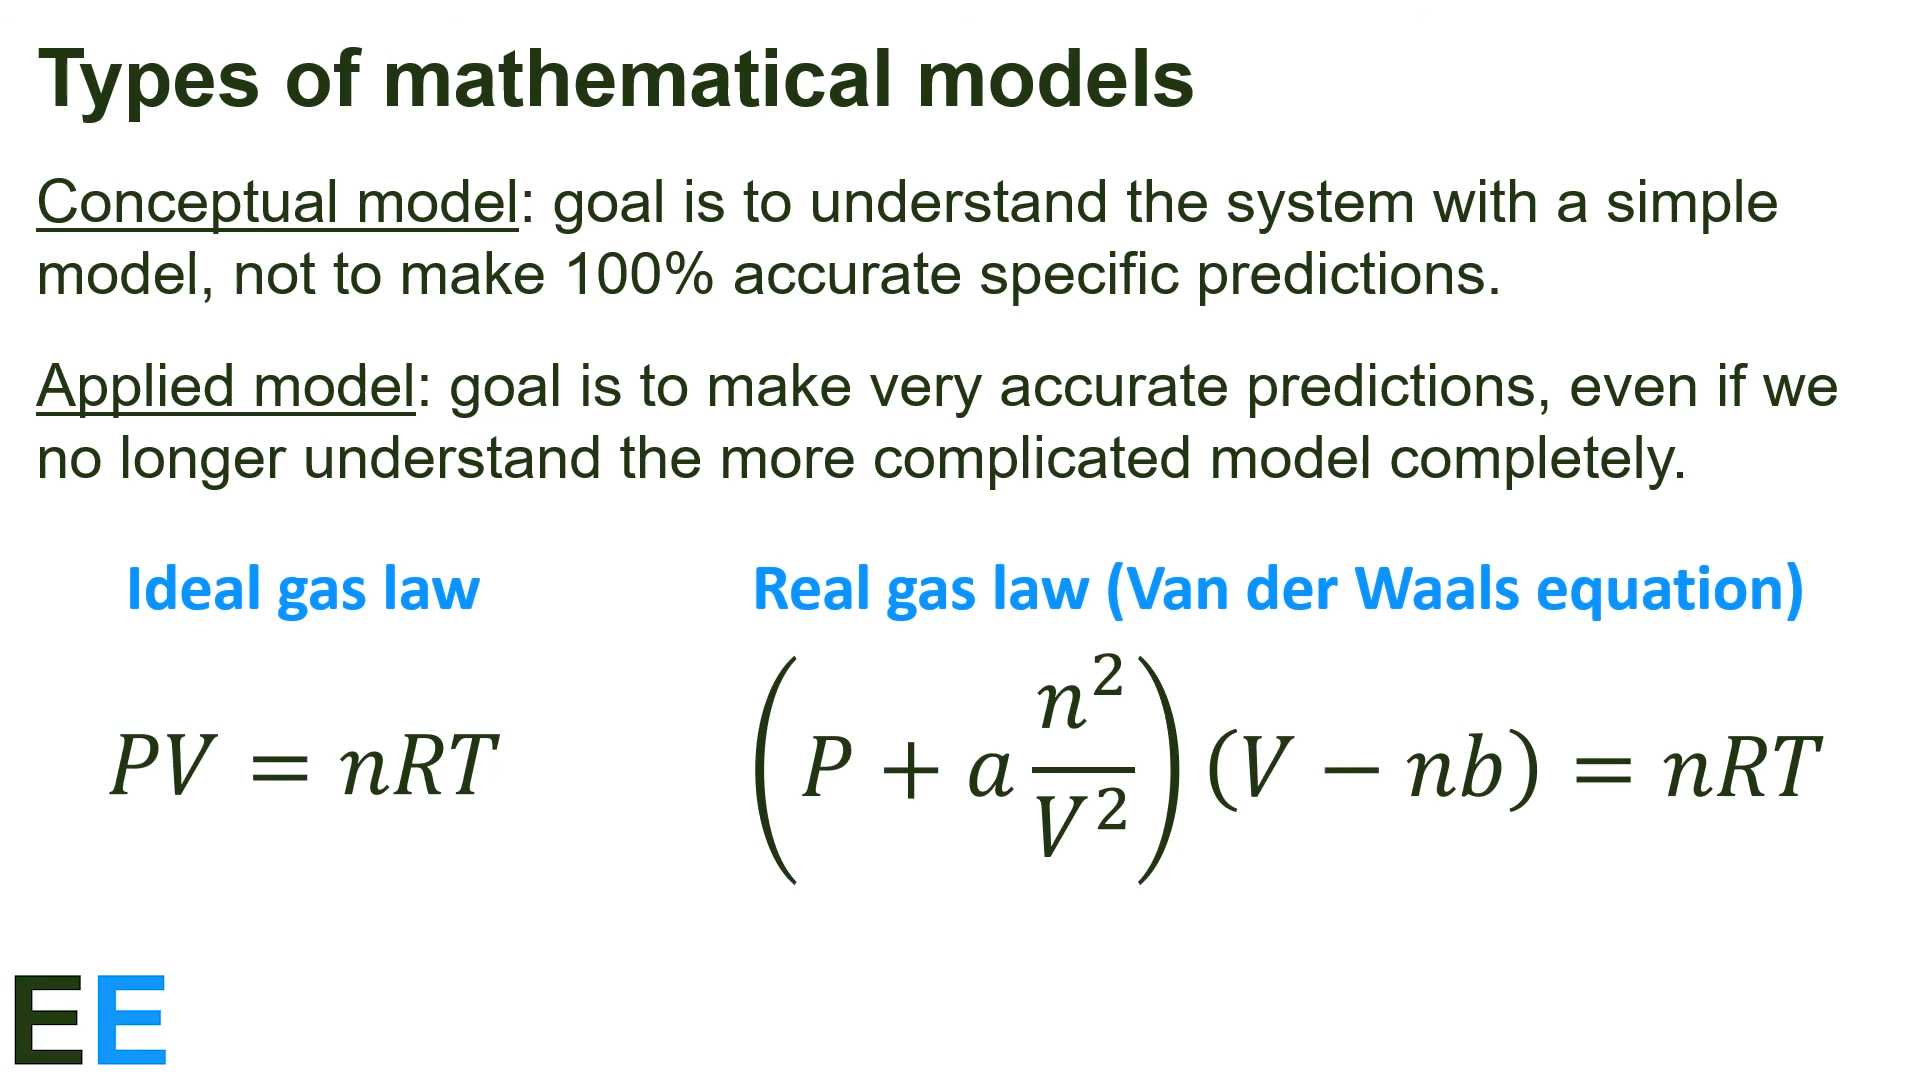 Types of mathematical models
Conceptual model: goal is to understand the system with a simple
model, not to make 100% accurate specific predictions.
Applied model: goal is to make very accurate predictions, even if we
no longer understand the more complicated model completely.
Ideal gas law
Real gas law (Van der Waals equation)
PV = nRT
(P + a n²/V²)(V − nb) = nRT
EE